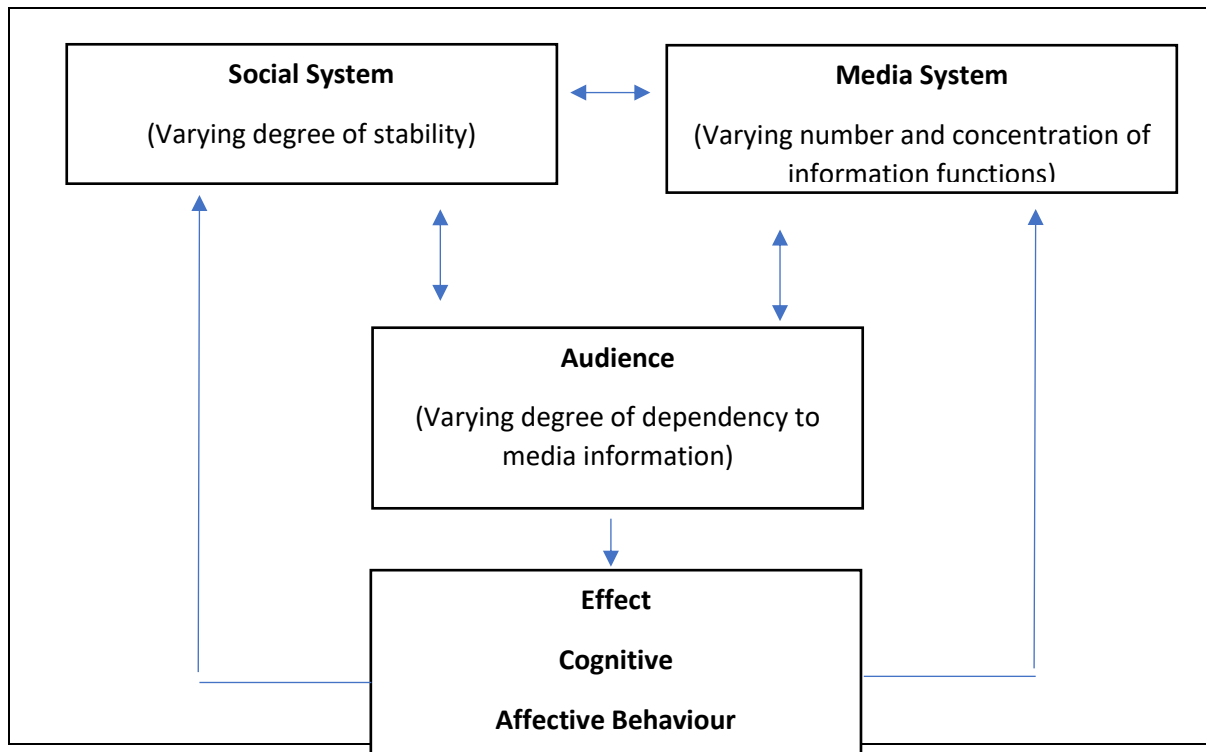 Social System
(Varying degree of stability)
Media System
(Varying number and concentration of
information functions)
Audience
(Varying degree of dependency to
media information)
Effect
Cognitive
Affective Behaviour